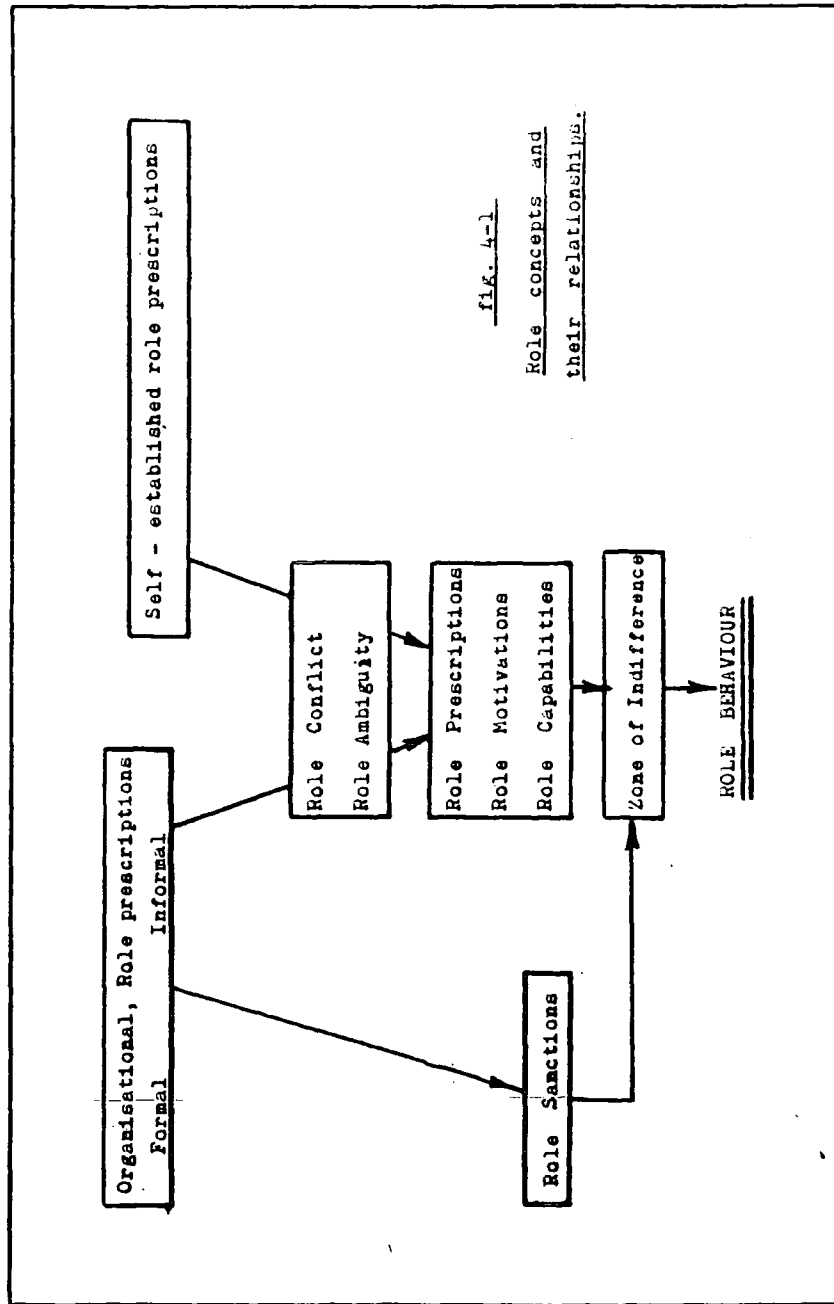 Organisational, Role prescriptions
Formal Informal
Self - established role prescriptions
Role Conflict
Role Ambiguity
Role Prescriptions
Role Motivations
Role Capabilities
Role Sanctions
Zone of Indifference
ROLE BEHAVIOUR
fig. 4-1
Role concepts and
their relationships.